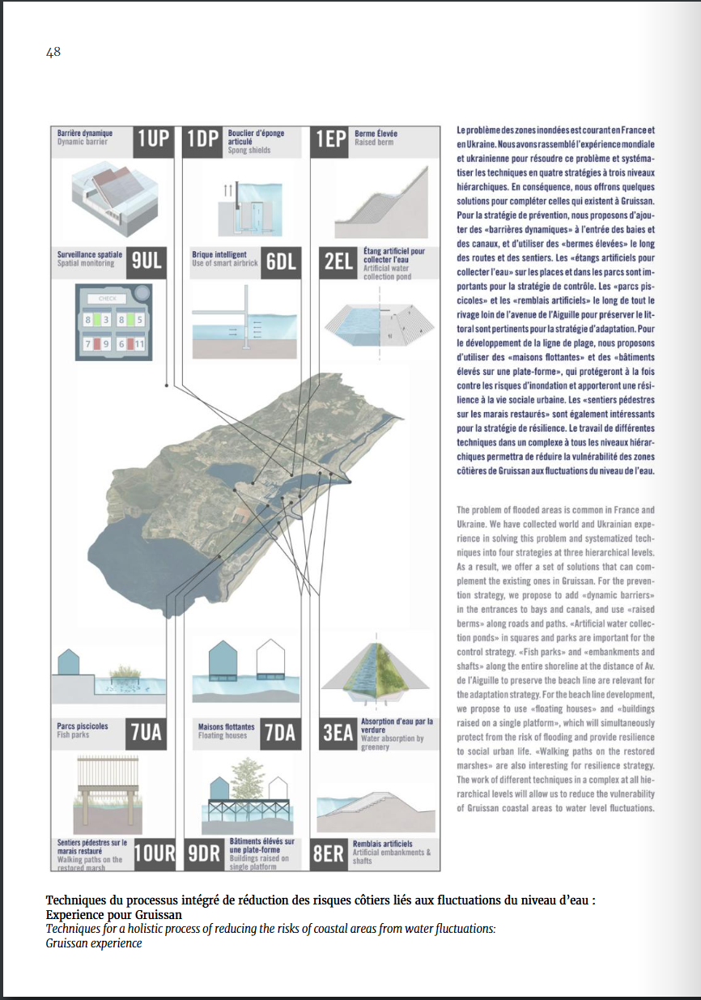 48
Barrière dynamique
Dynamic barrier
1UP
1DP
Bouclier d'éponge
articulé
Spong shields
1EP
Berme Élevée
Raised berm
Surveillance spatiale
Spatial monitoring
9UL
Brique intelligent
Use of smart airbrick
6DL
2EL
Étang artificiel pour
collecter l'eau
Artificial water
collection pond
CHECK
8 3 8 5
7 9 6 11
Parcs piscicoles
Fish parks
7UA
Maisons flottantes
Floating houses
7DA
3EA
Absorption d'eau par la
verdure
Water absorption by
greenery
Sentiers pédestres sur le
marais restauré
Walking paths on the
restored marsh
10UR
9DR
Bâtiments élévés sur
une plate-forme
Buildings raised on
single platform
8ER
Remblais artificiels
Artificial embankments &
shafts
Le problème des zones inondées est courant en France et
en Ukraine. Nous avons rassemblé l'expérience mondiale
et ukrainienne pour résoudre ce problème et systéma-
tiser les techniques en quatre stratégies à trois niveaux
hiérarchiques. En conséquence, nous offrons quelques
solutions pour compléter celles qui existent à Gruissan.
Pour la stratégie de prévention, nous proposons d'ajou-
ter des «barrières dynamiques» à l'entrée des baies et
des canaux, et d'utiliser des «bermes élevées» le long
des routes et des sentiers. Les «étangs artificiels pour
collecter l'eau» sur les places et dans les parcs sont im-
portants pour la stratégie de contrôle. Les «parcs pis-
cicoles» et les «remblais artificiels» le long de tout le
rivage loin de l'avenue de l'Aiguille pour préserver le lit-
toral sont pertinents pour la stratégie d'adaptation. Pour
le développement de la ligne de plage, nous proposons
d'utiliser des «maisons flottantes» et des «bâtiments
élevés sur une plate-forme», qui protégeront à la fois
contre les risques d'inondation et apporteront une rési-
lience à la vie sociale urbaine. Les «sentiers pédestres
sur les marais restaurés» sont également intéressants
pour la stratégie de résilience. Le travail de différentes
techniques dans un complexe à tous les niveaux hiérar-
chiques permettra de réduire la vulnérabilité des zones
côtières de Gruissan aux fluctuations du niveau de l'eau.
The problem of flooded areas is common in France and
Ukraine. We have collected world and Ukrainian expe-
rience in solving this problem and systematized tech-
niques into four strategies at three hierarchical levels.
As a result, we offer a set of solutions that can com-
plement the existing ones in Gruissan. For the preven-
tion strategy, we propose to add «dynamic barriers»
in the entrances to bays and canals, and use «raised
berms» along roads and paths. «Artificial water collec-
tion ponds» in squares and parks are important for the
control strategy. «Fish parks» and «embankments and
shafts» along the entire shoreline at the distance of Av.
de l'Aiguille to preserve the beach line are relevant for
the adaptation strategy. For the beach line development,
we propose to use «floating houses» and «buildings
raised on a single platform», which will simultaneously
protect from the risk of flooding and provide resilience
to social urban life. «Walking paths on the restored
marshes» are also interesting for resilience strategy.
The work of different techniques in a complex at all hie-
rarchical levels will allow us to reduce the vulnerability
of Gruissan coastal areas to water level fluctuations.
Techniques du processus intégré de réduction des risques côtiers liés aux fluctuations du niveau d'eau :
Experience pour Gruissan
Techniques for a holistic process of reducing the risks of coastal areas from water fluctuations:
Gruissan experience